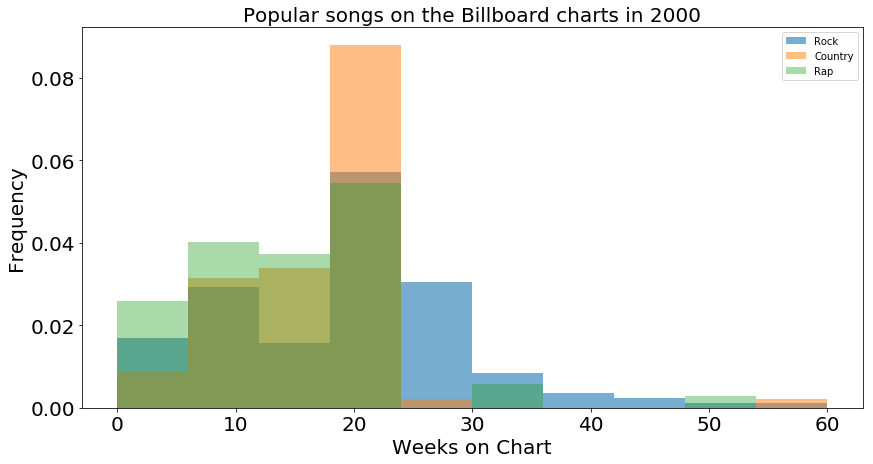 Popular songs on the Billboard charts in 2000
Rock
Country
Rap
0.08
0.06
0.04
0.02
0.00
Frequency
0 10 20 30 40 50 60
Weeks on Chart